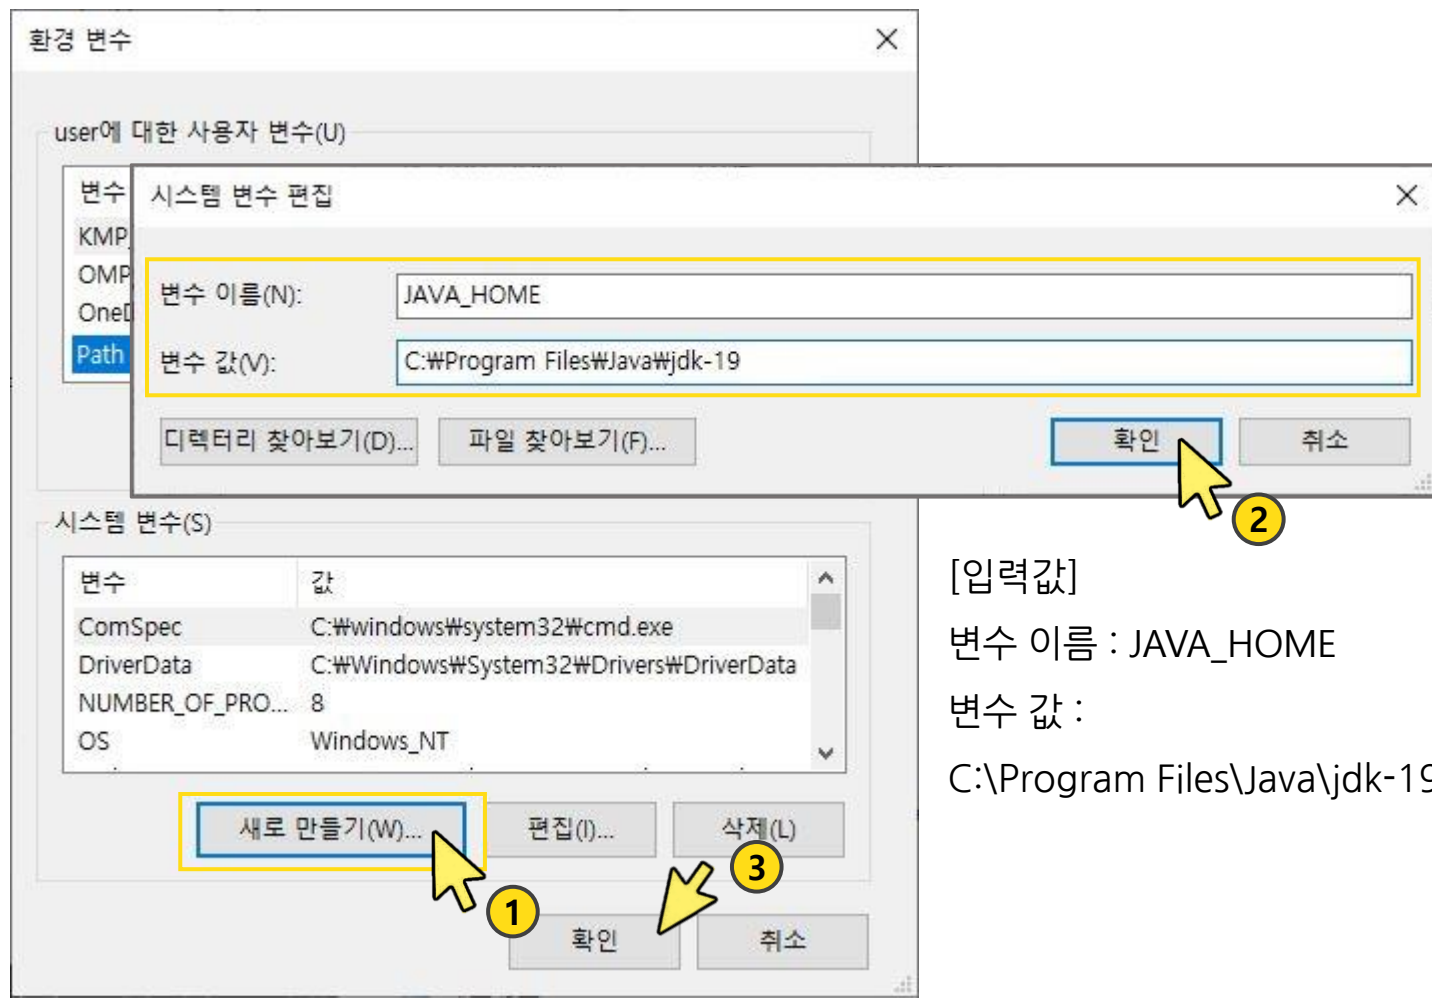 환경 변수
user에 대한 사용자 변수(U)
변수
KMP_
OMP
OneD
Path
시스템 변수 편집
변수 이름(N): JAVA_HOME
변수 값(V): C:₩Program Files₩Java₩jdk-19
디렉터리 찾아보기(D)... 파일 찾아보기(F)... 확인 취소
2
시스템 변수(S)
변수 값
ComSpec C:₩windows₩system32₩cmd.exe
DriverData C:₩Windows₩System32₩Drivers₩DriverData
NUMBER_OF_PRO... 8
OS Windows_NT
새로 만들기(W)... 편집(I)... 삭제(L)
1
3
확인 취소
[입력값]
변수 이름 : JAVA_HOME
변수 값 :
C:\Program Files\Java\jdk-19